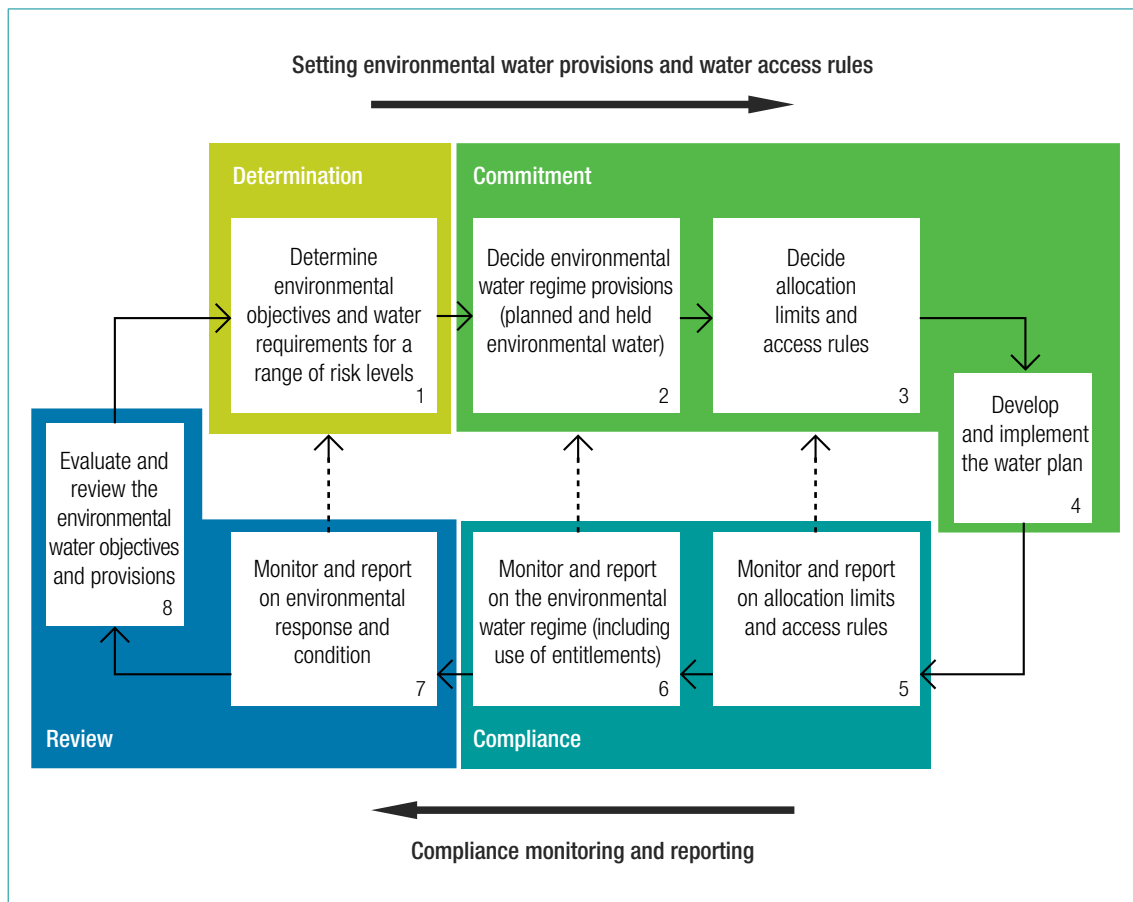 Setting environmental water provisions and water access rules
Determination
Commitment
Determine
environmental
objectives and water
requirements for a
range of risk levels
1
Decide environmental
water regime provisions
(planned and held
environmental water)
2
Decide
allocation
limits and
access rules
3
Develop
and implement
the water plan
4
Evaluate and
review the
environmental
water objectives
and provisions
8
Monitor and report
on environmental
response and
condition
7
Monitor and report
on the environmental
water regime (including
use of entitlements)
6
Monitor and report
on allocation limits
and access rules
5
Review
Compliance
Compliance monitoring and reporting